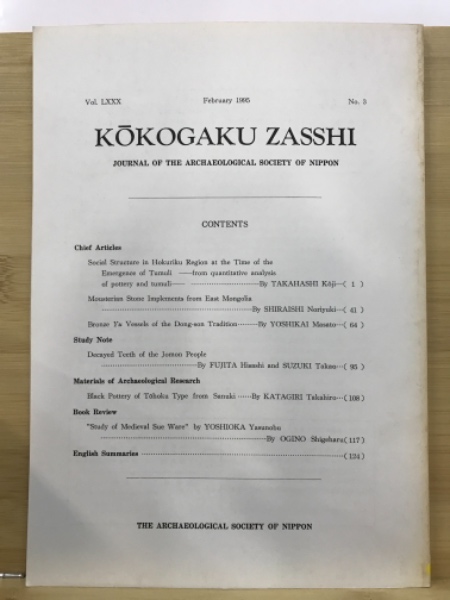 Vol. LXXX February 1995 No. 3
KŌKOGAKU ZASSHI
JOURNAL OF THE ARCHAEOLOGICAL SOCIETY OF NIPPON
CONTENTS
Chief Articles
Social Structure in Hokuriku Region at the Time of the
Emergence of Tumuli ——from quantitative analysis
of pottery and tumuli—— ……………………By TAKAHASHI Kōji…( 1 )
Mousterian Stone Implements from East Mongolia
……………………………………………………By SHIRAISHI Noriyuki…( 41 )
Bronze Yu Vessels of the Dong-son Tradition………By YOSHIKAI Masato…( 64 )
Study Note
Decayed Teeth of the Jomon People
……………………………………By FUJITA Hisashi and SUZUKI Takao…( 95 )
Materials of Archaeological Research
Black Pottery of Tōhoku Type from Sanuki ……By KATAGIRI Takahiro…(108)
Book Review
"Study of Medieval Sue Ware" by YOSHIOKA Yasunobu
……………………………………………………By OGINO Shigeharu(117)
English Summaries ……………………………………………………………(124)
THE ARCHAEOLOGICAL SOCIETY OF NIPPON